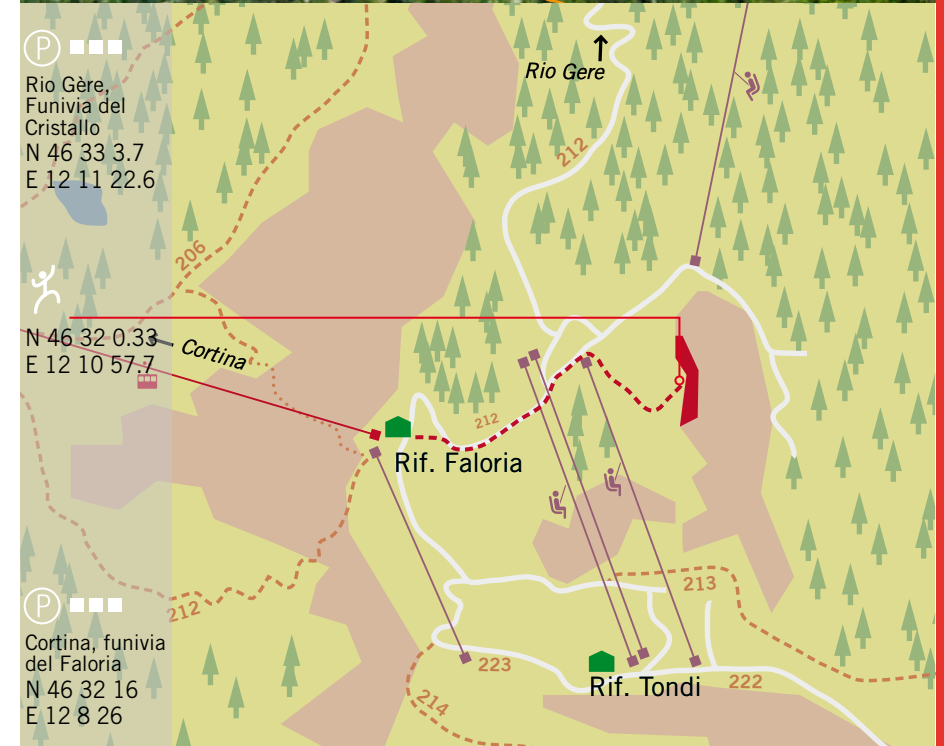 P
Rio Gère,
Funivia del
Cristallo
N 46 33 3.7
E 12 11 22.6
Rio Gere
212
206
N 46 32 0.33
E 12 10 57.7
Cortina
212
Rif. Faloria
212
213
P
Cortina, funivia
del Faloria
N 46 32 16
E 12 8 26
223
Rif. Tondi
222
214